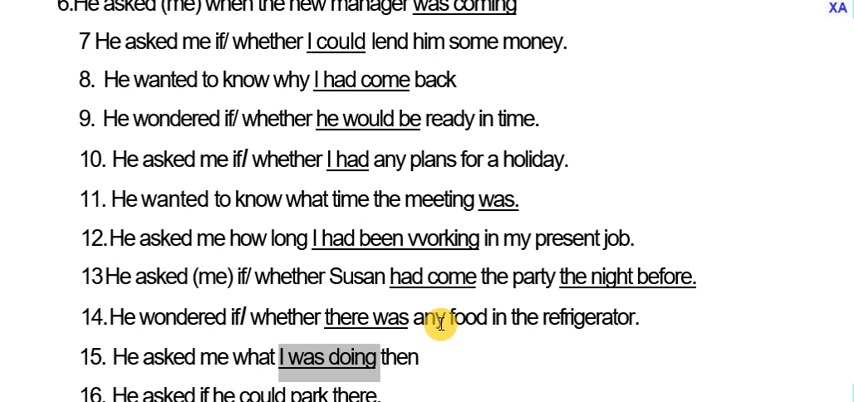 6.He asked (me) when the new manager was coming
XA
7 He asked me if/ whether I could lend him some money.
8. He wanted to know why I had come back
9. He wondered if/ whether he would be ready in time.
10. He asked me if/ whether I had any plans for a holiday.
11. He wanted to know what time the meeting was.
12.He asked me how long I had been vvorking in my present job.
13He asked (me) if/ whether Susan had come the party the night before.
14.He wondered if/ whether there was any food in the refrigerator.
15. He asked me what I was doing then
16. He asked if he could park there.